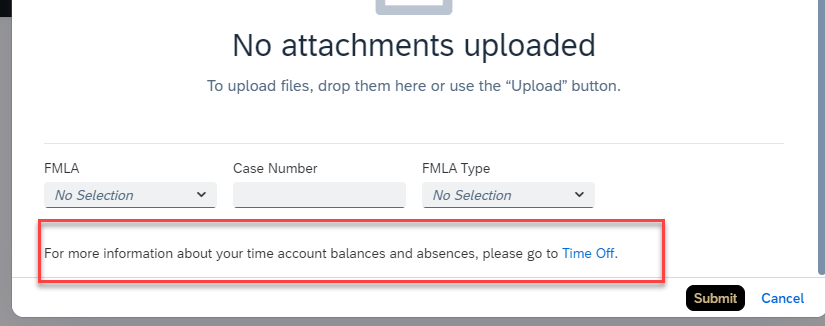 No attachments uploaded
To upload files, drop them here or use the “Upload” button.
FMLA Case Number FMLA Type
No Selection No Selection
For more information about your time account balances and absences, please go to Time Off.
Submit Cancel